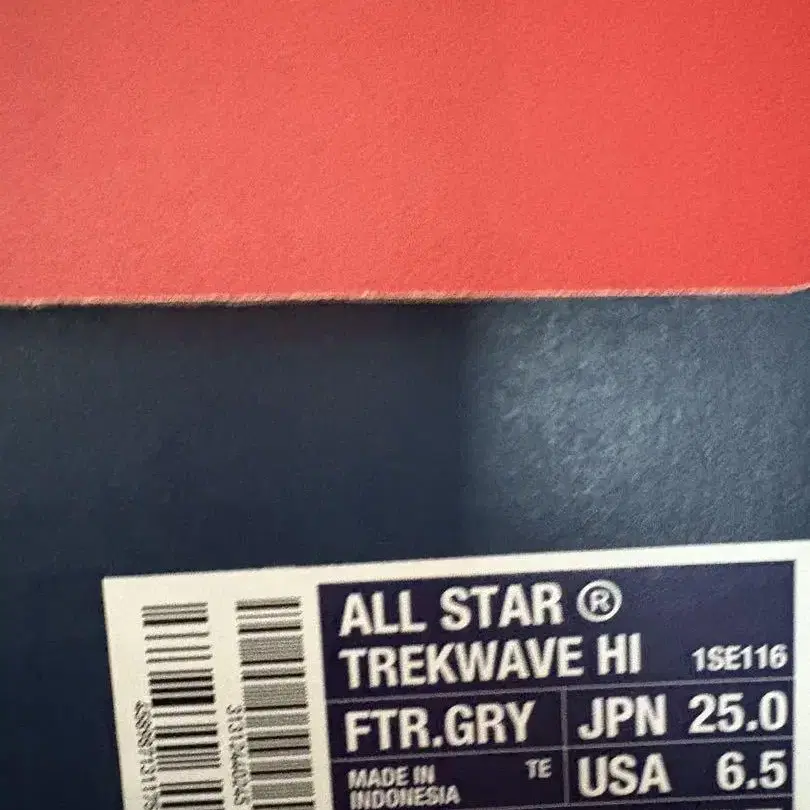 ALL STAR ®
TREKWAVE HI 1SE116
FTR.GRY JPN 25.0
MADE IN INDONESIA TE USA 6.5